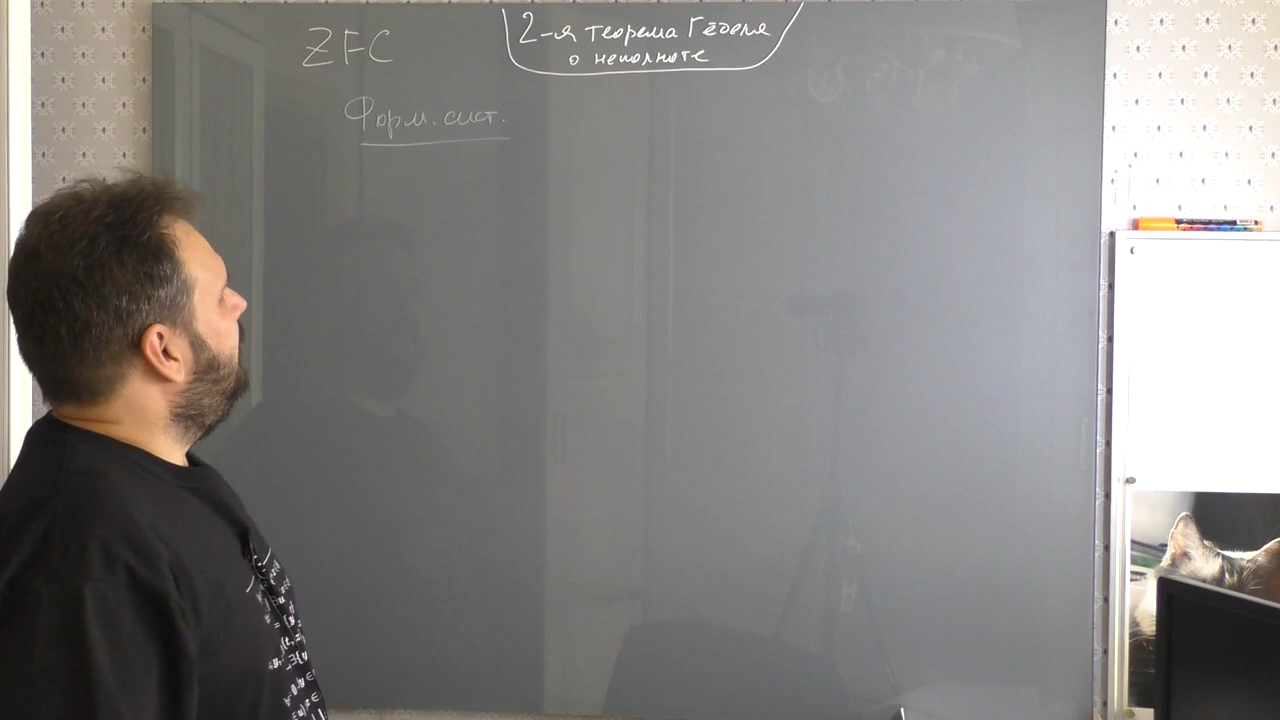 ZFC
2-я теорема Гёделя
о неполноте
Форм. сист.